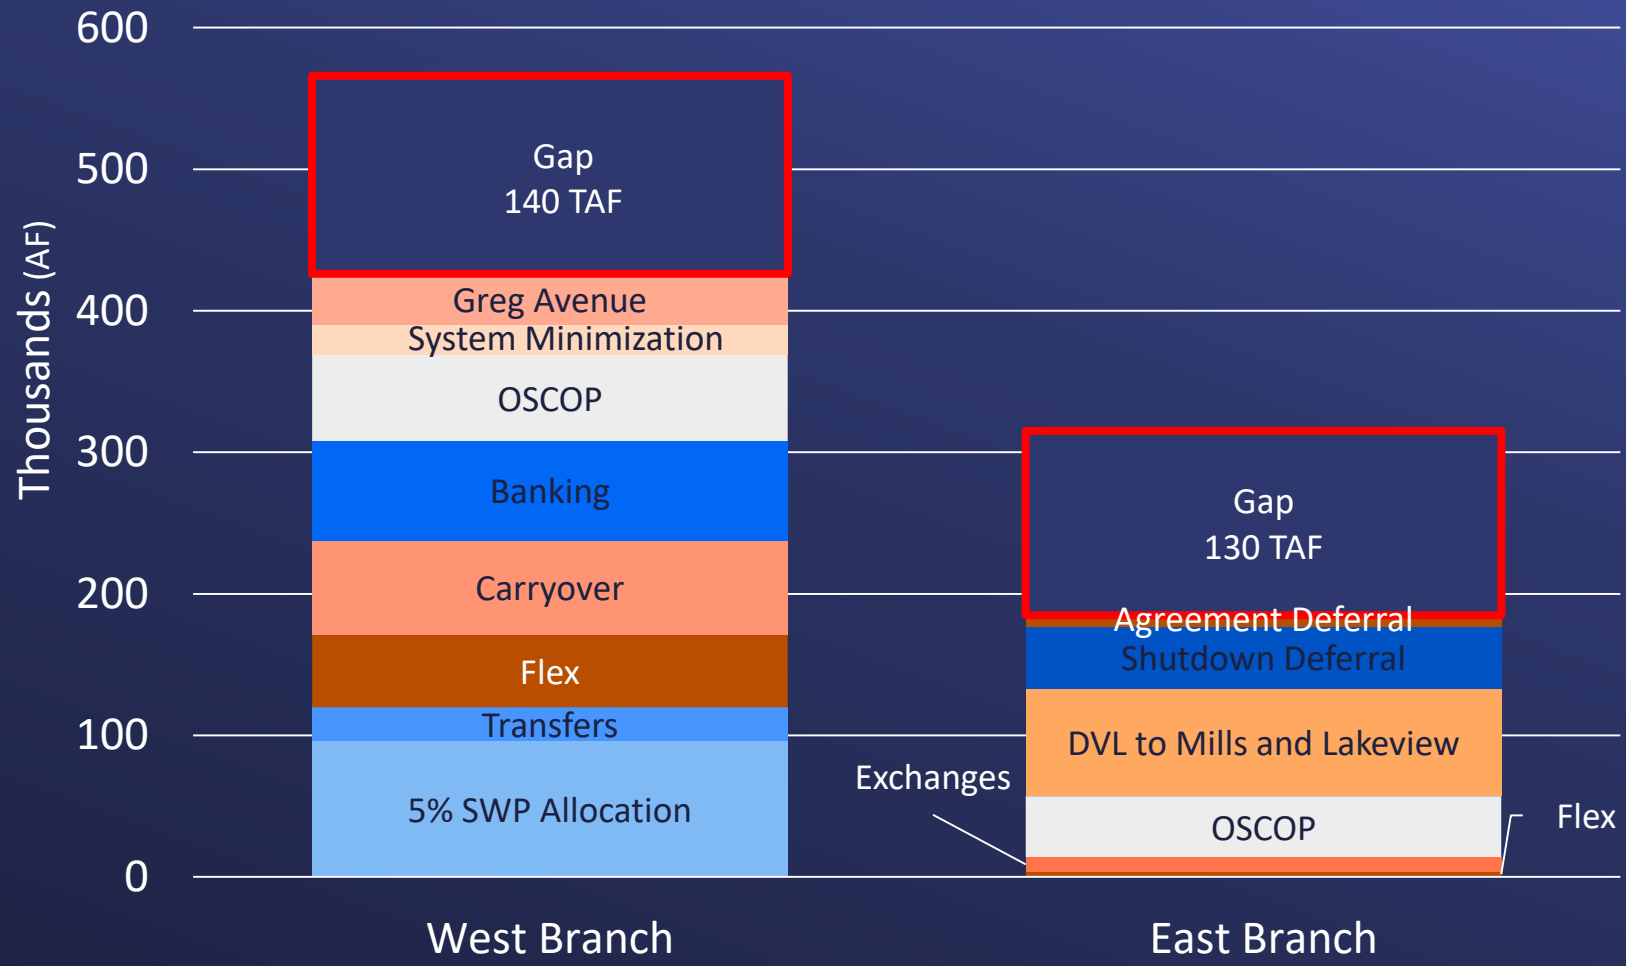 Thousands (AF)
600
500
400
300
200
100
0
Gap
140 TAF
Greg Avenue
System Minimization
OSCOP
Banking
Carryover
Flex
Transfers
5% SWP Allocation
West Branch
Gap
130 TAF
Agreement Deferral
Shutdown Deferral
DVL to Mills and Lakeview
OSCOP
Exchanges
Flex
East Branch